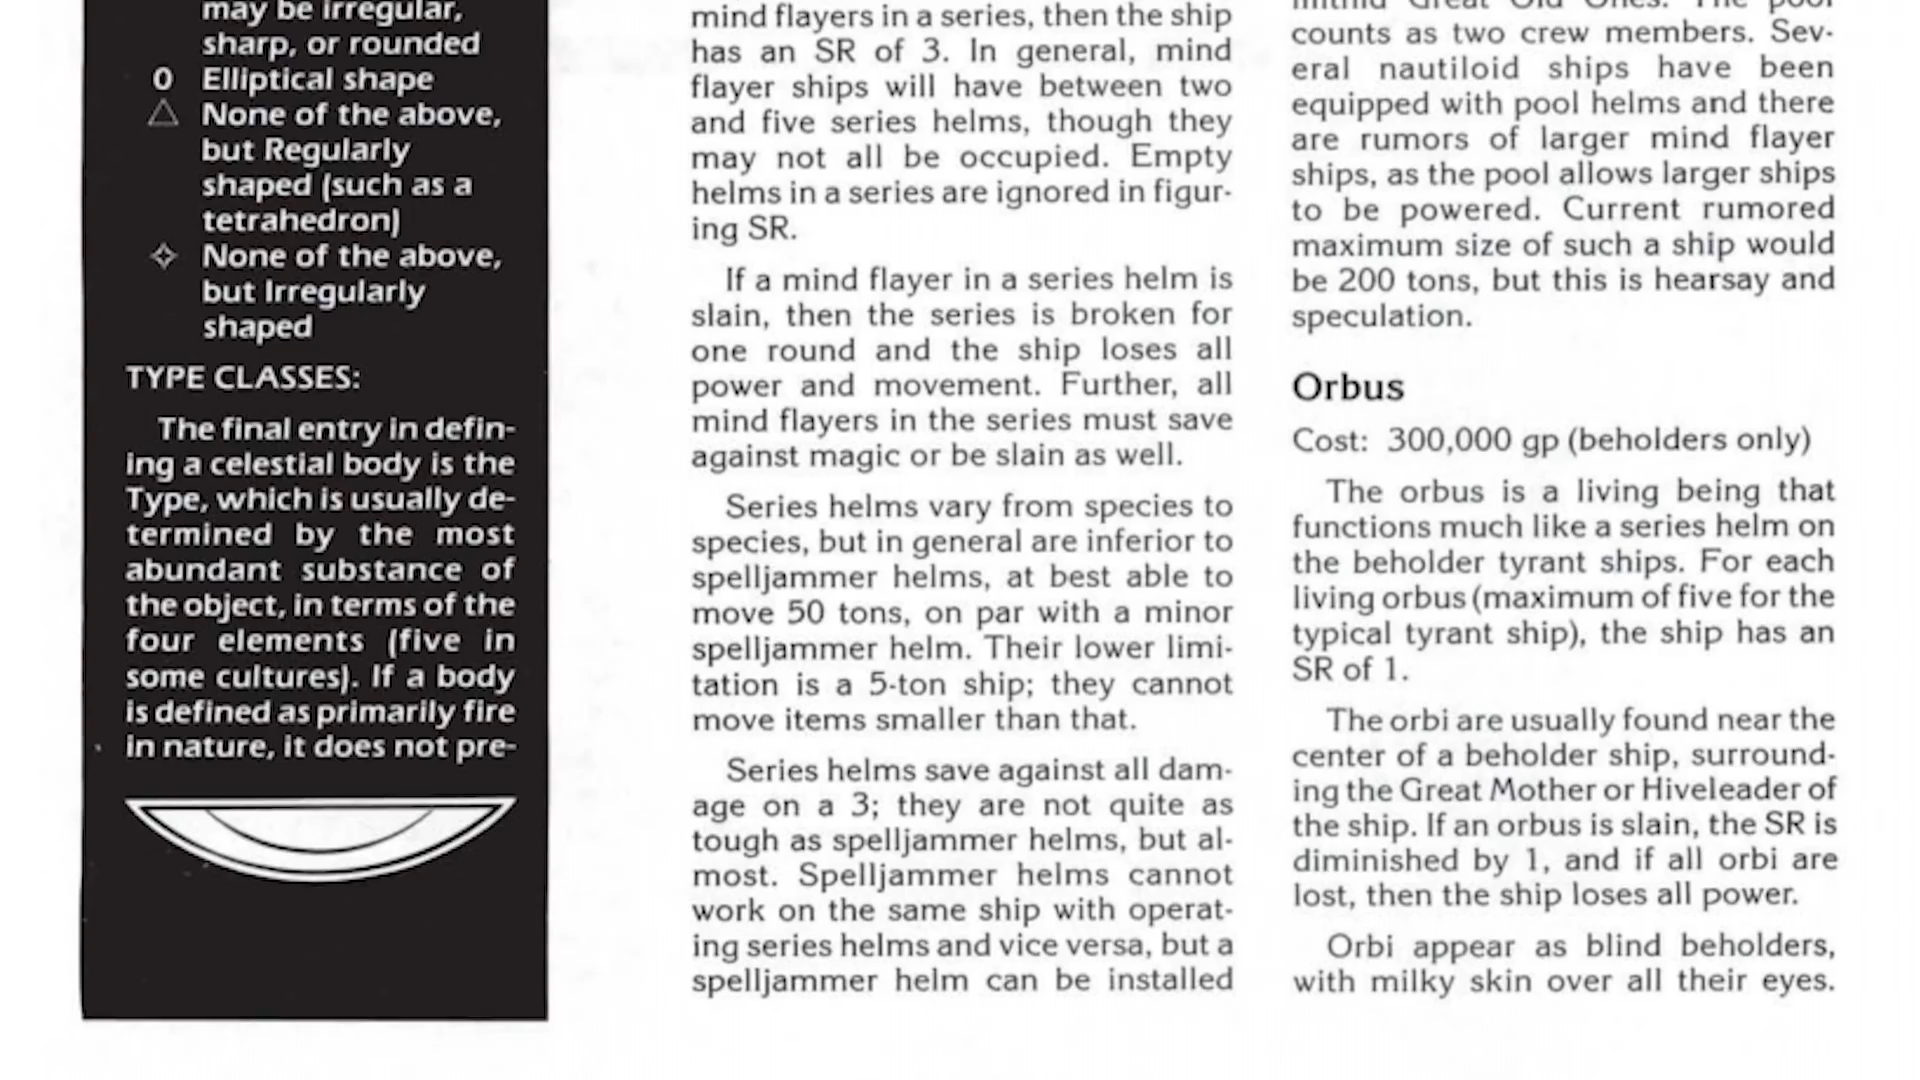 may be irregular,
sharp, or rounded
0 Elliptical shape
△ None of the above,
but Regularly
shaped (such as a
tetrahedron)
✧ None of the above,
but Irregularly
shaped
TYPE CLASSES:
The final entry in defin-
ing a celestial body is the
Type, which is usually de-
termined by the most
abundant substance of
the object, in terms of the
four elements (five in
some cultures). If a body
is defined as primarily fire
in nature, it does not pre-
mind flayers in a series, then the ship
has an SR of 3. In general, mind
flayer ships will have between two
and five series helms, though they
may not all be occupied. Empty
helms in a series are ignored in figur-
ing SR.
If a mind flayer in a series helm is
slain, then the series is broken for
one round and the ship loses all
power and movement. Further, all
mind flayers in the series must save
against magic or be slain as well.
Series helms vary from species to
species, but in general are inferior to
spelljammer helms, at best able to
move 50 tons, on par with a minor
spelljammer helm. Their lower limi-
tation is a 5-ton ship; they cannot
move items smaller than that.
Series helms save against all dam-
age on a 3; they are not quite as
tough as spelljammer helms, but al-
most. Spelljammer helms cannot
work on the same ship with operat-
ing series helms and vice versa, but a
spelljammer helm can be installed
Great Old Ones. The pool
counts as two crew members. Sev-
eral nautiloid ships have been
equipped with pool helms and there
are rumors of larger mind flayer
ships, as the pool allows larger ships
to be powered. Current rumored
maximum size of such a ship would
be 200 tons, but this is hearsay and
speculation.
Orbus
Cost: 300,000 gp (beholders only)
The orbus is a living being that
functions much like a series helm on
the beholder tyrant ships. For each
living orbus (maximum of five for the
typical tyrant ship), the ship has an
SR of 1.
The orbi are usually found near the
center of a beholder ship, surround-
ing the Great Mother or Hiveleader of
the ship. If an orbus is slain, the SR is
diminished by 1, and if all orbi are
lost, then the ship loses all power.
Orbi appear as blind beholders,
with milky skin over all their eyes.